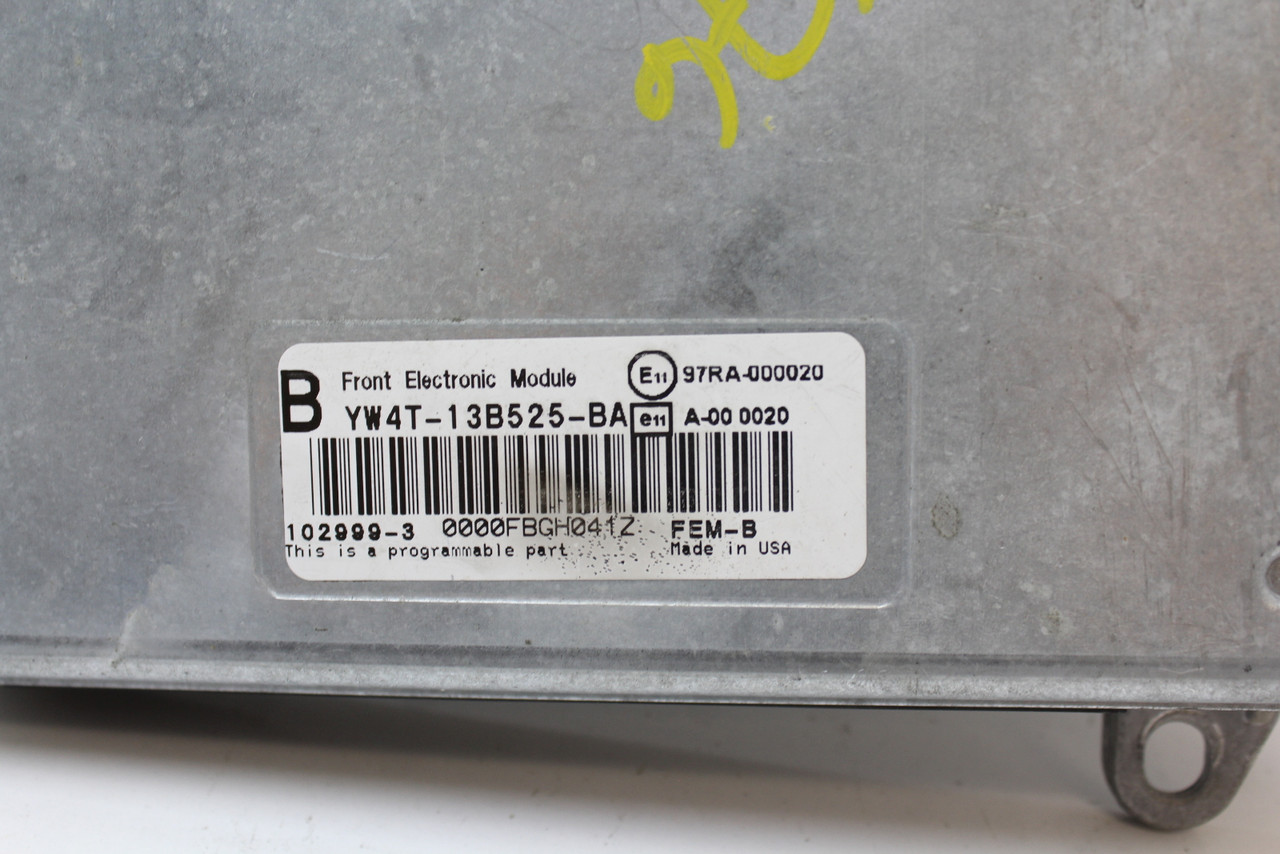 B Front Electronic Module E11 97RA-000020
YW4T-13B525-BA e11 A-00 0020
102999-3 0000FBGH041Z FEM-B
This is a programmable part Made in USA